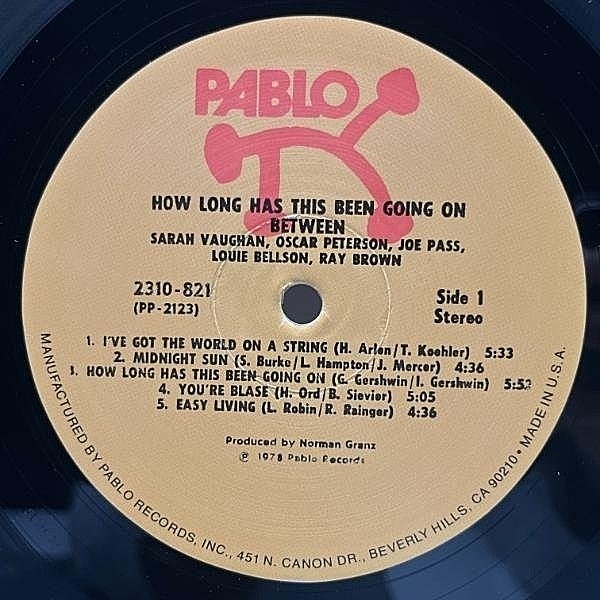 PABLO
HOW LONG HAS THIS BEEN GOING ON
BETWEEN
SARAH VAUGHAN, OSCAR PETERSON, JOE PASS,
LOUIE BELLSON, RAY BROWN
2310-821
(PP-2123)
Side 1
Stereo
1. I'VE GOT THE WORLD ON A STRING (H. Arlen/T. Koehler) 5:33
2. MIDNIGHT SUN (S. Burke/L. Hampton/J. Mercer) 4:36
3. HOW LONG HAS THIS BEEN GOING ON (G. Gershwin/I. Gershwin) 5:52
4. YOU'RE BLASE (H. Ord/B. Sievier) 5:05
5. EASY LIVING (L. Robin/R. Rainger) 4:36
Produced by Norman Granz
℗ 1978 Pablo Records
MANUFACTURED BY PABLO RECORDS, INC., 451 N. CANON DR., BEVERLY HILLS, CA 90210 • MADE IN U.S.A.